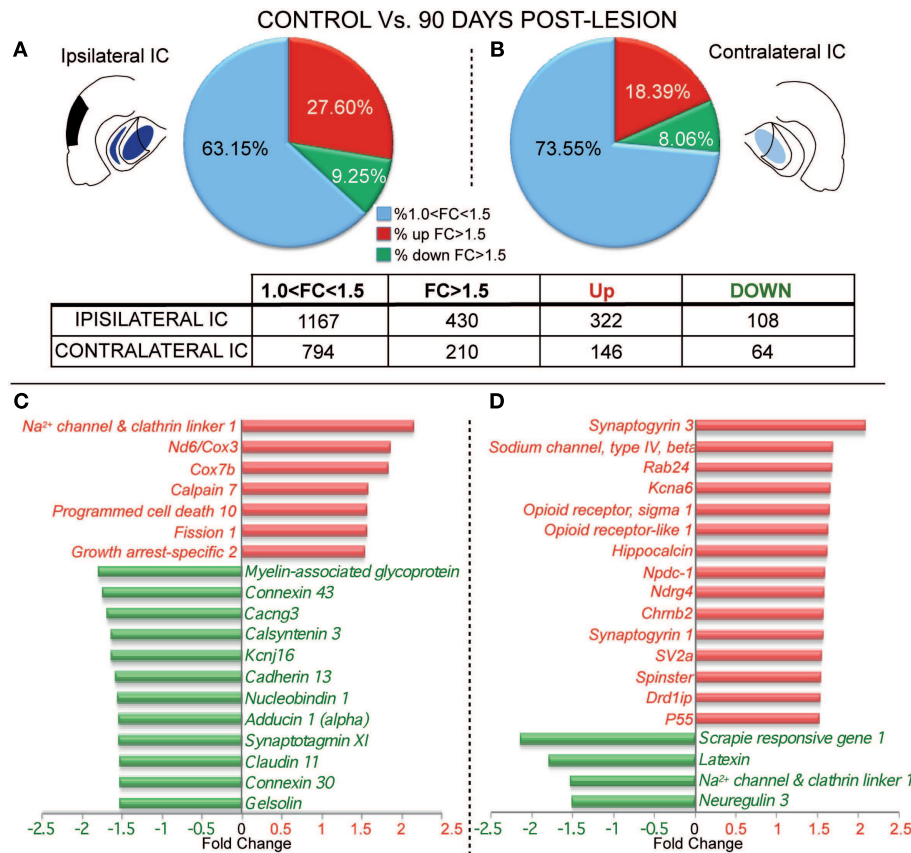 CONTROL Vs. 90 DAYS POST-LESION
A
Ipsilateral IC
63.15%
27.60%
9.25%
B
Contralateral IC
73.55%
18.39%
8.06%
%1.0<FC<1.5
% up FC>1.5
% down FC>1.5
1.0<FC<1.5 FC>1.5 Up DOWN
IPISILATERAL IC 1167 430 322 108
CONTRALATERAL IC 794 210 146 64
C
Na²⁺ channel & clathrin linker 1
Nd6/Cox3
Cox7b
Calpain 7
Programmed cell death 10
Fission 1
Growth arrest-specific 2
Myelin-associated glycoprotein
Connexin 43
Cacng3
Calsyntenin 3
Kcnj16
Cadherin 13
Nucleobindin 1
Adducin 1 (alpha)
Synaptotagmin XI
Claudin 11
Connexin 30
Gelsolin
-2.5 -2 -1.5 -1 -0.5 0 0.5 1 1.5 2 2.5
Fold Change
D
Synaptogyrin 3
Sodium channel, type IV, beta
Rab24
Kcna6
Opioid receptor, sigma 1
Opioid receptor-like 1
Hippocalcin
Npdc-1
Ndrg4
Chrnb2
Synaptogyrin 1
SV2a
Spinster
Drd1ip
P55
Scrapie responsive gene 1
Latexin
Na²⁺ channel & clathrin linker 1
Neuregulin 3
-2.5 -2 -1.5 -1 -0.5 0 0.5 1 1.5 2 2.5
Fold Change